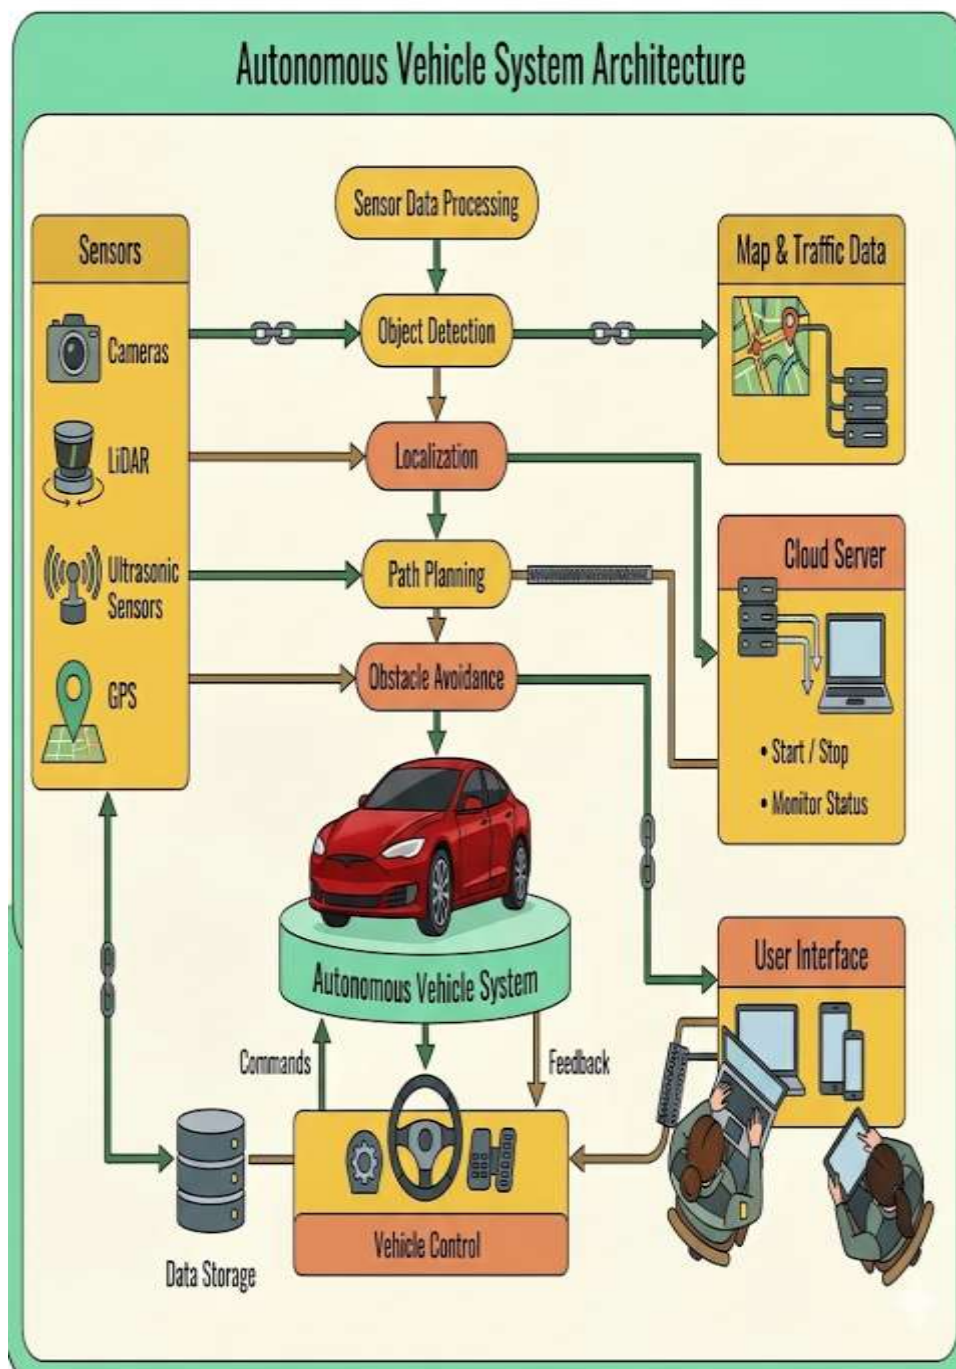 Autonomous Vehicle System Architecture
Sensor Data Processing
Sensors
Cameras
LiDAR
Ultrasonic
Sensors
GPS
Object Detection
Localization
Path Planning
Obstacle Avoidance
Map & Traffic Data
Cloud Server
• Start / Stop
• Monitor Status
Autonomous Vehicle System
User Interface
Commands
Feedback
Vehicle Control
Data Storage